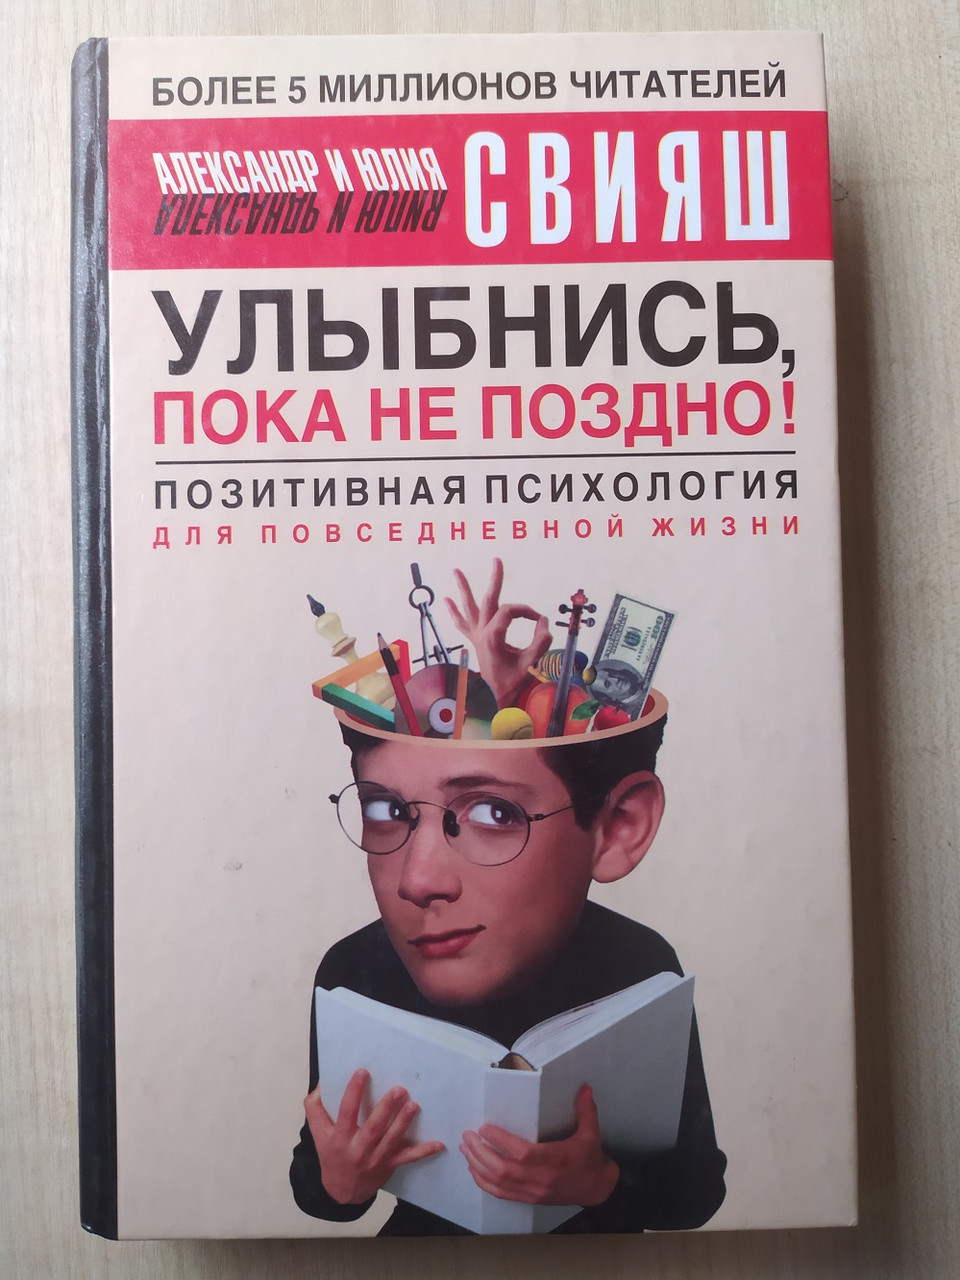 БОЛЕЕ 5 МИЛЛИОНОВ ЧИТАТЕЛЕЙ
АЛЕКСАНДР И ЮЛИЯ СВИЯШ
УЛЫБНИСЬ,
ПОКА НЕ ПОЗДНО!
ПОЗИТИВНАЯ ПСИХОЛОГИЯ
ДЛЯ ПОВСЕДНЕВНОЙ ЖИЗНИ